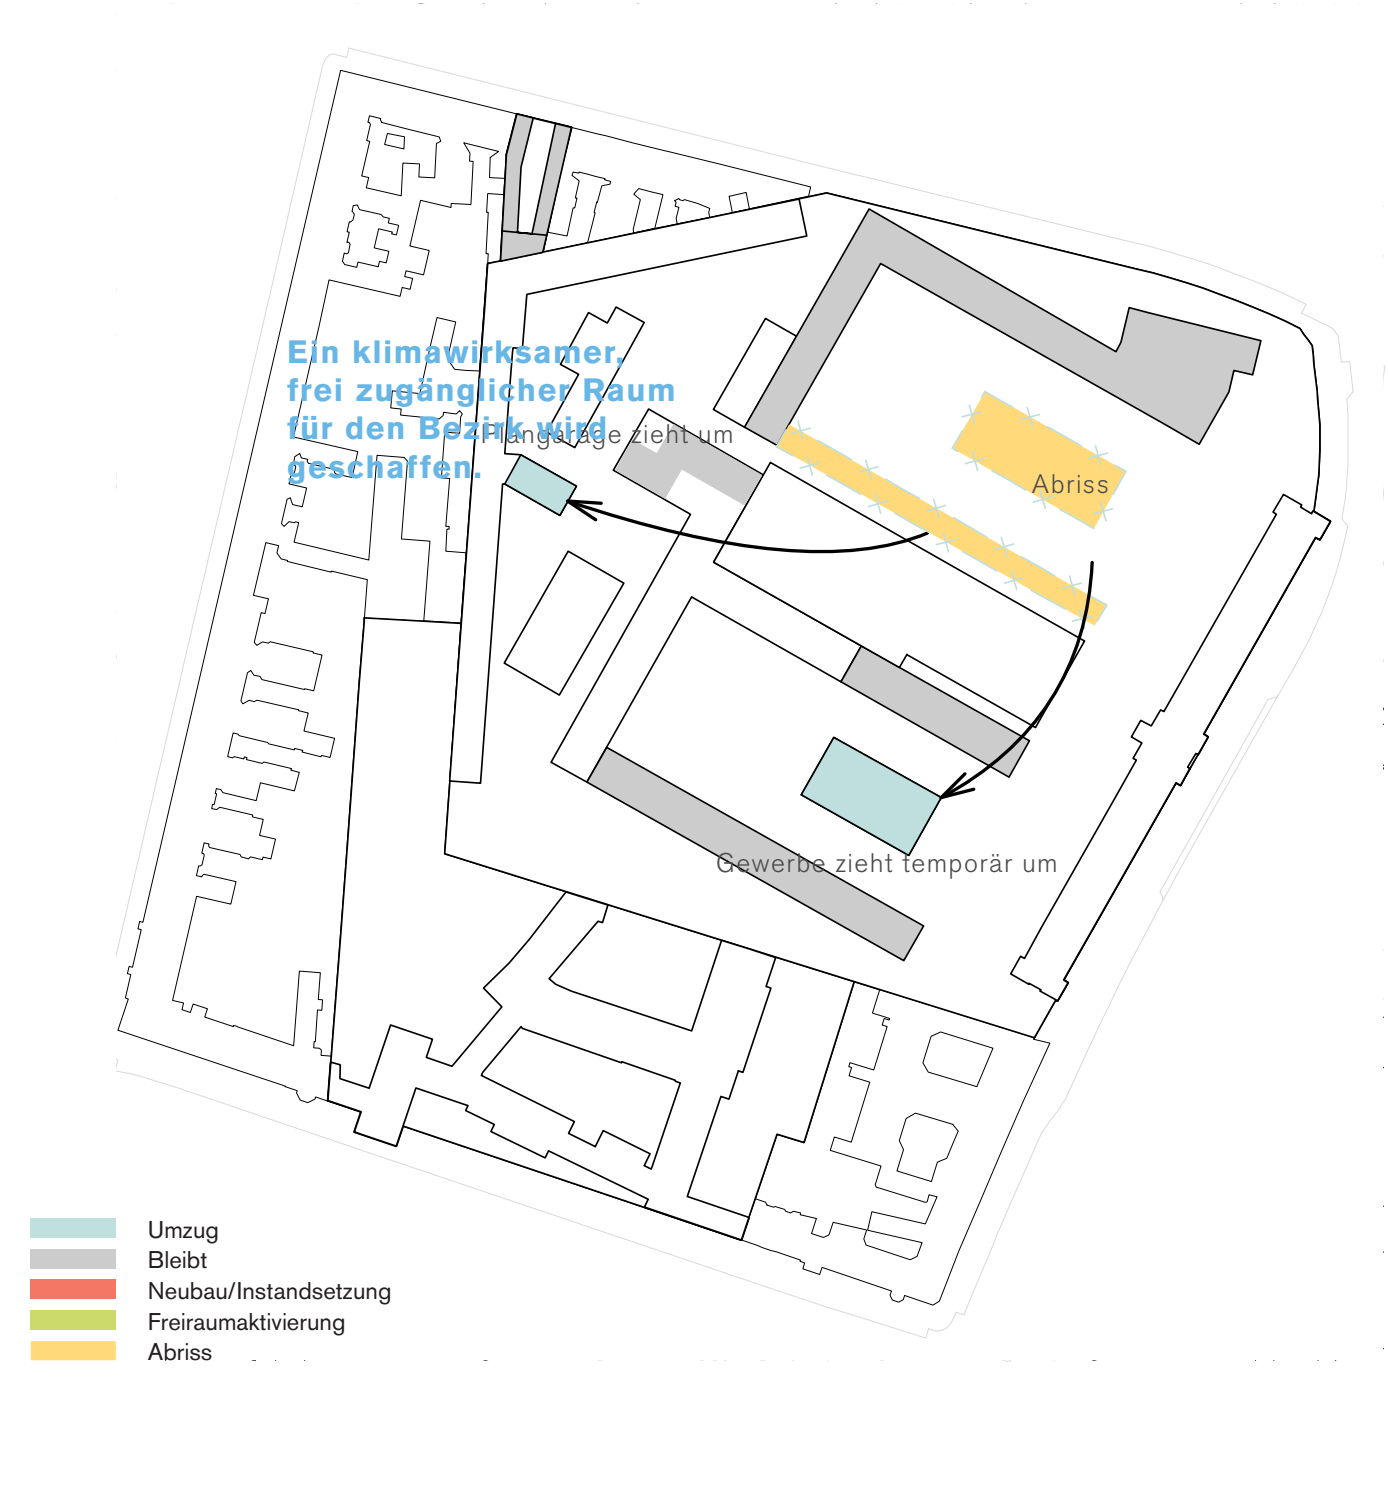 Ein klimawirksamer,
frei zugänglicher Raum
für den Bezirk wird
geschaffen.
Plangarage zieht um
Abriss
Gewerbe zieht temporär um
Umzug
Bleibt
Neubau/Instandsetzung
Freiraumaktivierung
Abriss